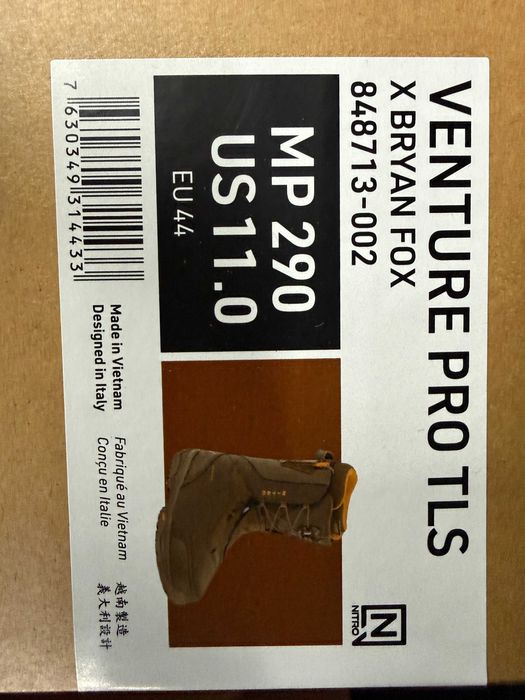 VENTURE PRO TLS
X BRYAN FOX
848713-002
MP 290
US 11.0
EU 44
7 630349 314433
NITRO
Made in Vietnam
Designed in Italy
Fabriqué au Vietnam
Conçu en Italie
越南製造
義大利設計